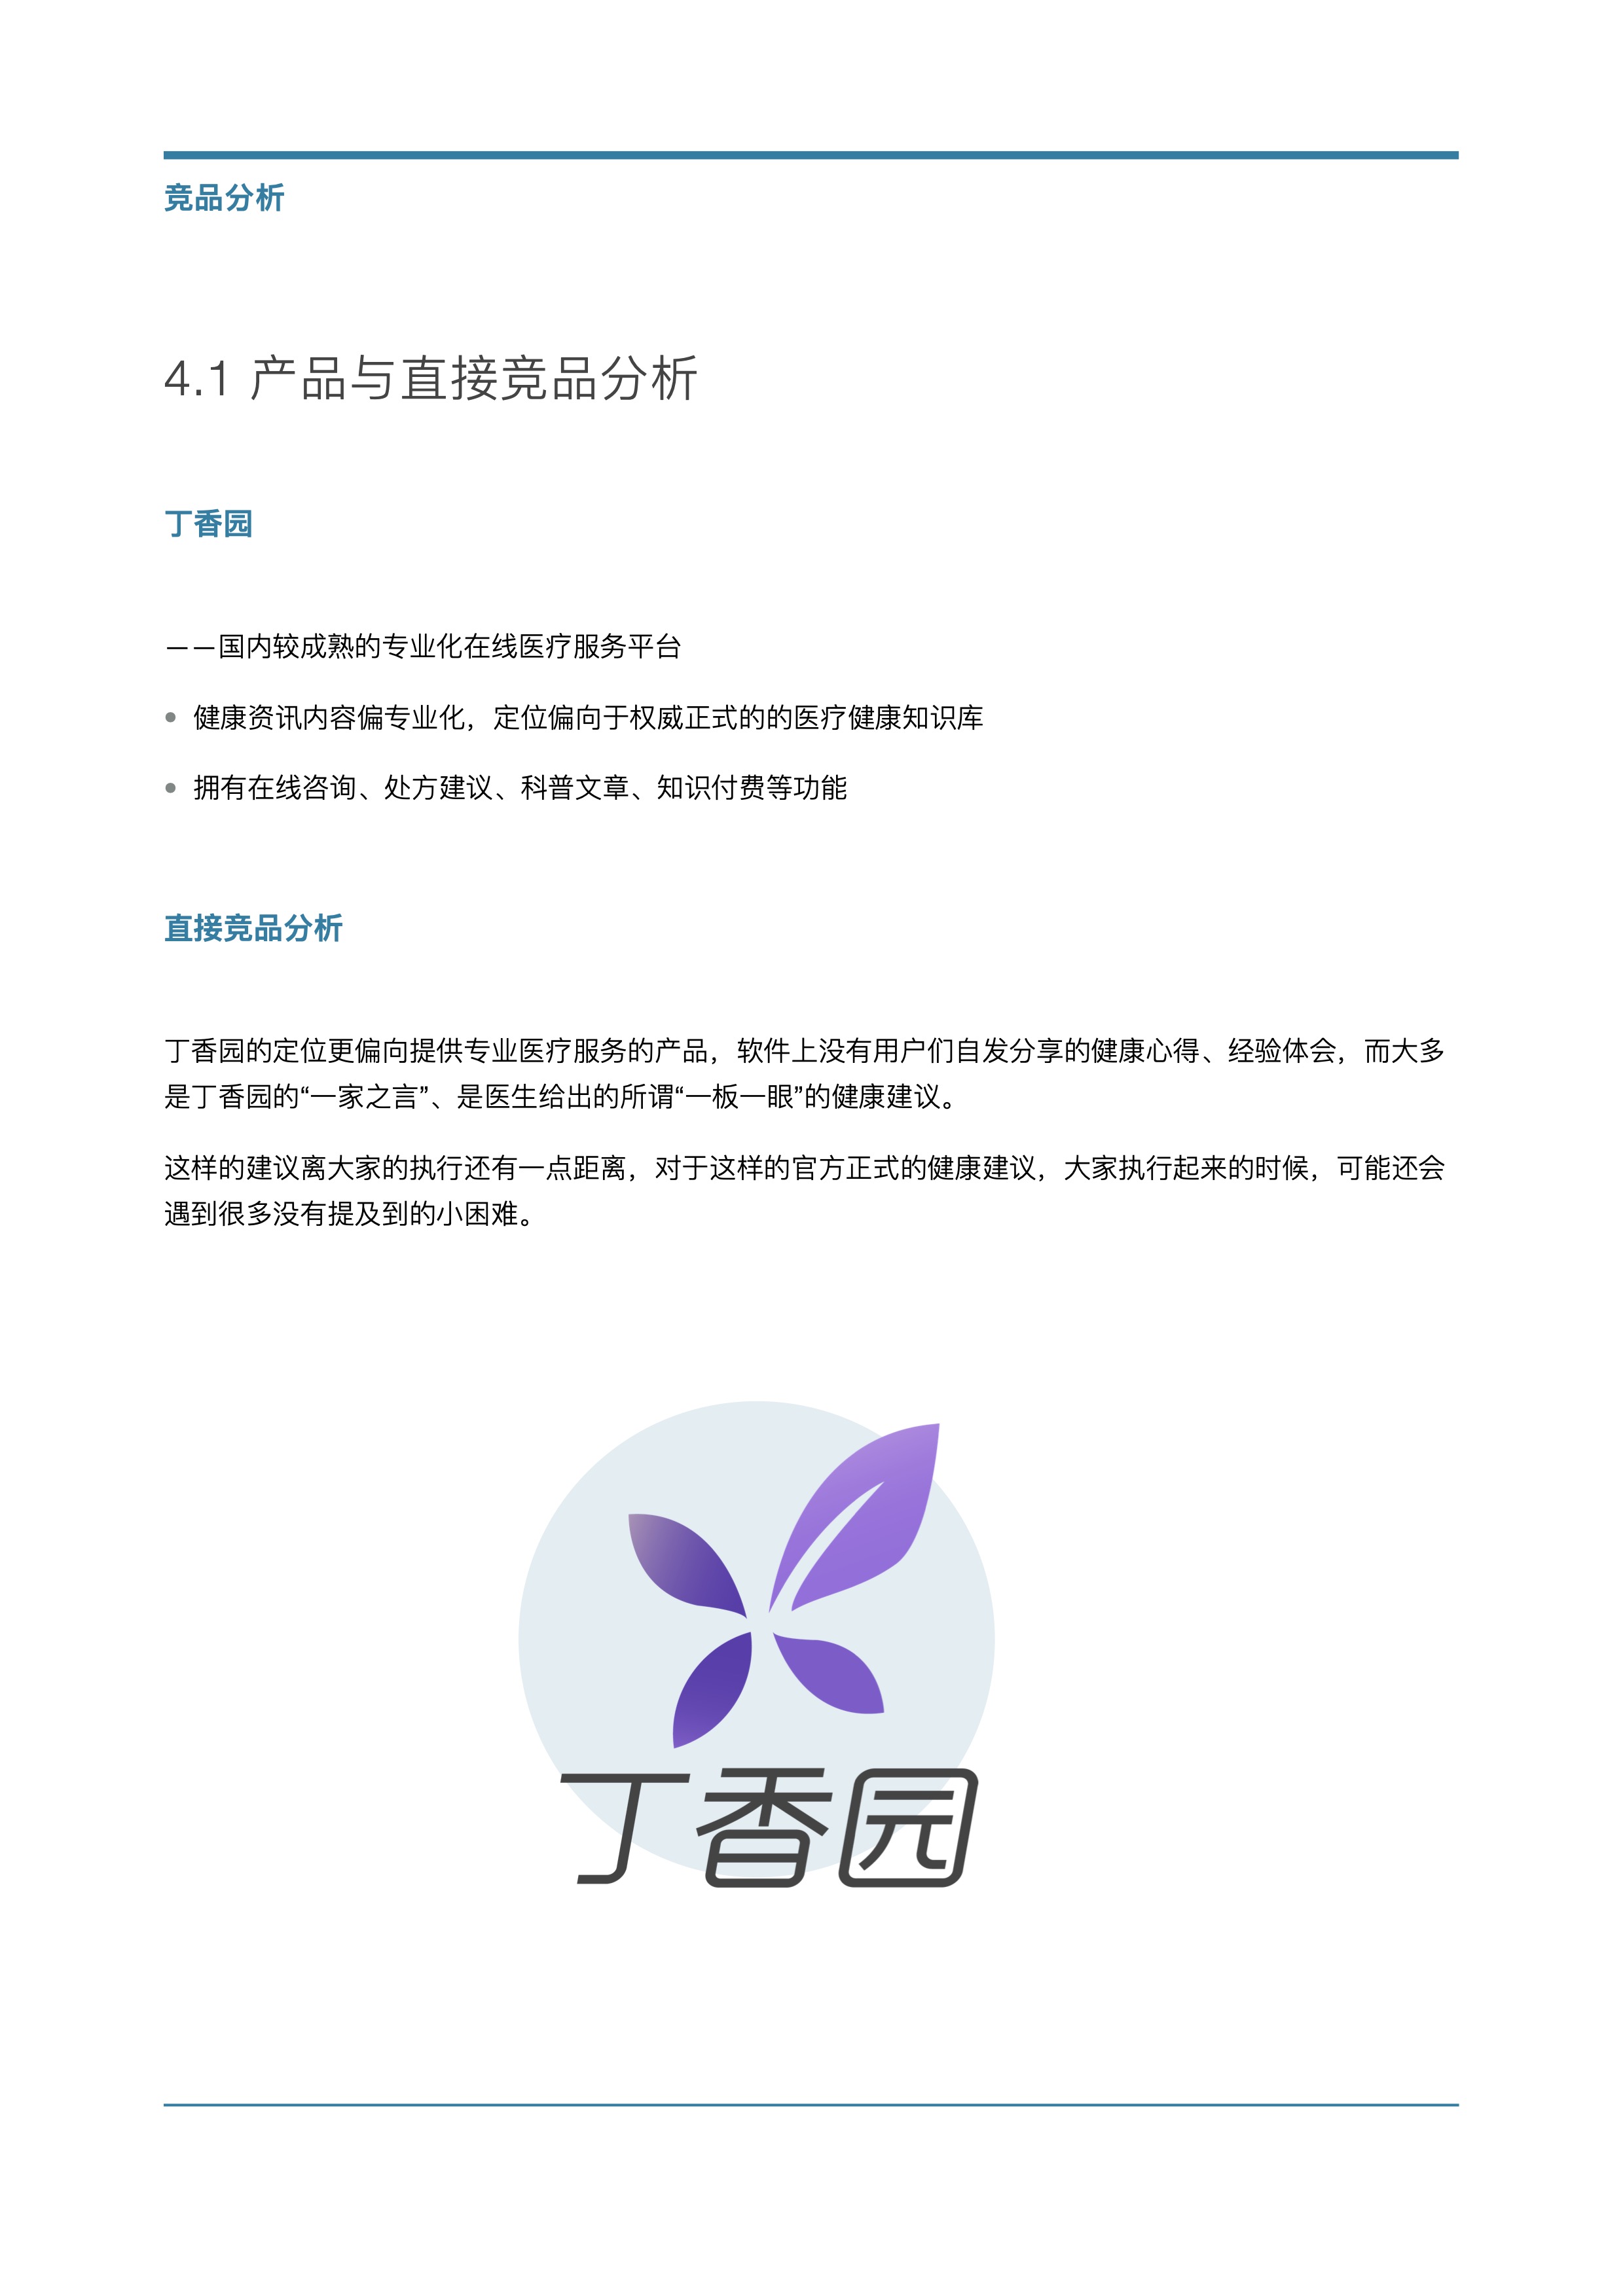 竞品分析
4.1 产品与直接竞品分析
丁香园
——国内较成熟的专业化在线医疗服务平台
• 健康资讯内容偏专业化，定位偏向于权威正式的的医疗健康知识库
• 拥有在线咨询、处方建议、科普文章、知识付费等功能
直接竞品分析
丁香园的定位更偏向提供专业医疗服务的产品，软件上没有用户们自发分享的健康心得、经验体会，而大多
是丁香园的“一家之言”、是医生给出的所谓“一板一眼”的健康建议。
这样的建议离大家的执行还有一点距离，对于这样的官方正式的健康建议，大家执行起来的时候，可能还会
遇到很多没有提及到的小困难。
丁香园